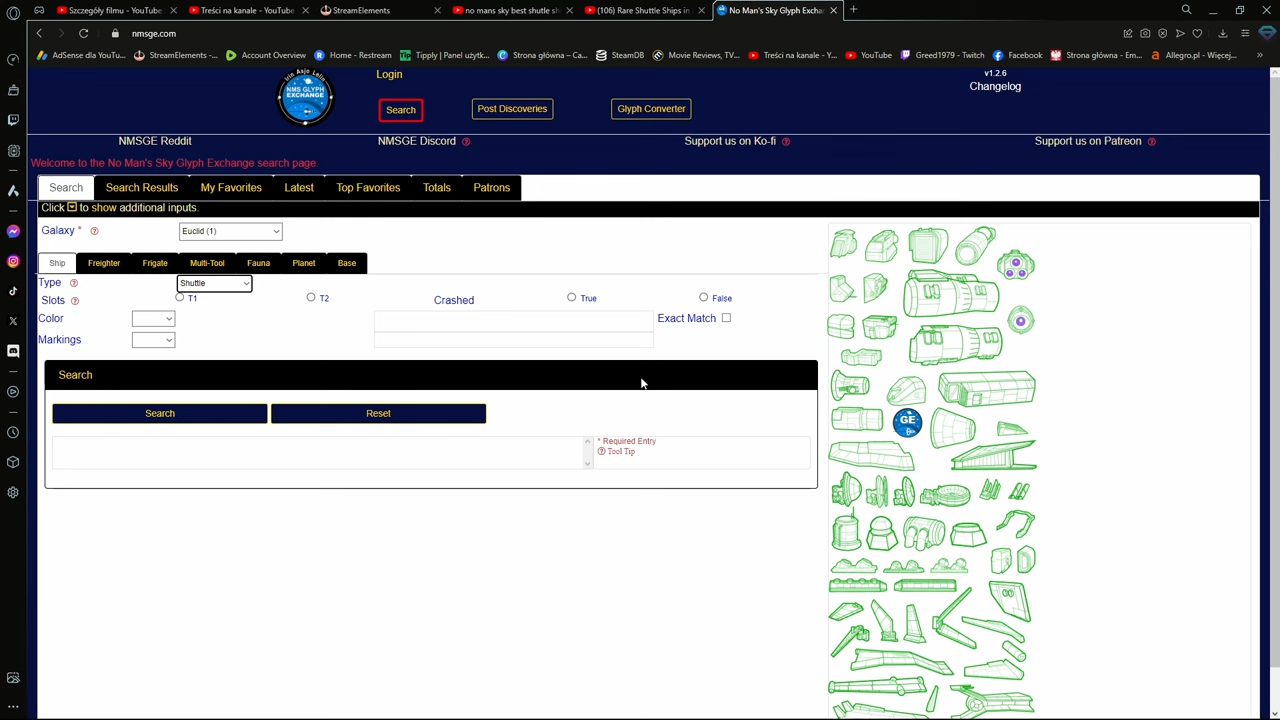 Szczegóły filmu - YouTube
Treści na kanale - YouTube
StreamElements
no mans sky best shutle sh
(106) Rare Shuttle Ships in
No Man's Sky Glyph Exchan
nmsge.com
AdSense dla YouTu...
StreamElements -...
Account Overview
Home - Restream
Tipply | Panel użytk...
Strona główna – Ca...
SteamDB
Movie Reviews, TV...
Treści na kanale - Y...
YouTube
Greed1979 - Twitch
Facebook
Strona główna - Em...
Allegro.pl - Więcej...
Irin Aajo Lelin
NMS GLYPH
EXCHANGE
Login
v1.2.6
Changelog
Search
Post Discoveries
Glyph Converter
NMSGE Reddit
NMSGE Discord
Support us on Ko-fi
Support us on Patreon
Welcome to the No Man's Sky Glyph Exchange search page.
Search
Search Results
My Favorites
Latest
Top Favorites
Totals
Patrons
Click to show additional inputs.
Galaxy *
Euclid (1)
Ship
Freighter
Frigate
Multi-Tool
Fauna
Planet
Base
Type
Shuttle
Slots
T1
T2
Crashed
True
False
Color
Exact Match
Markings
Search
Search
Reset
* Required Entry
Tool Tip
GE